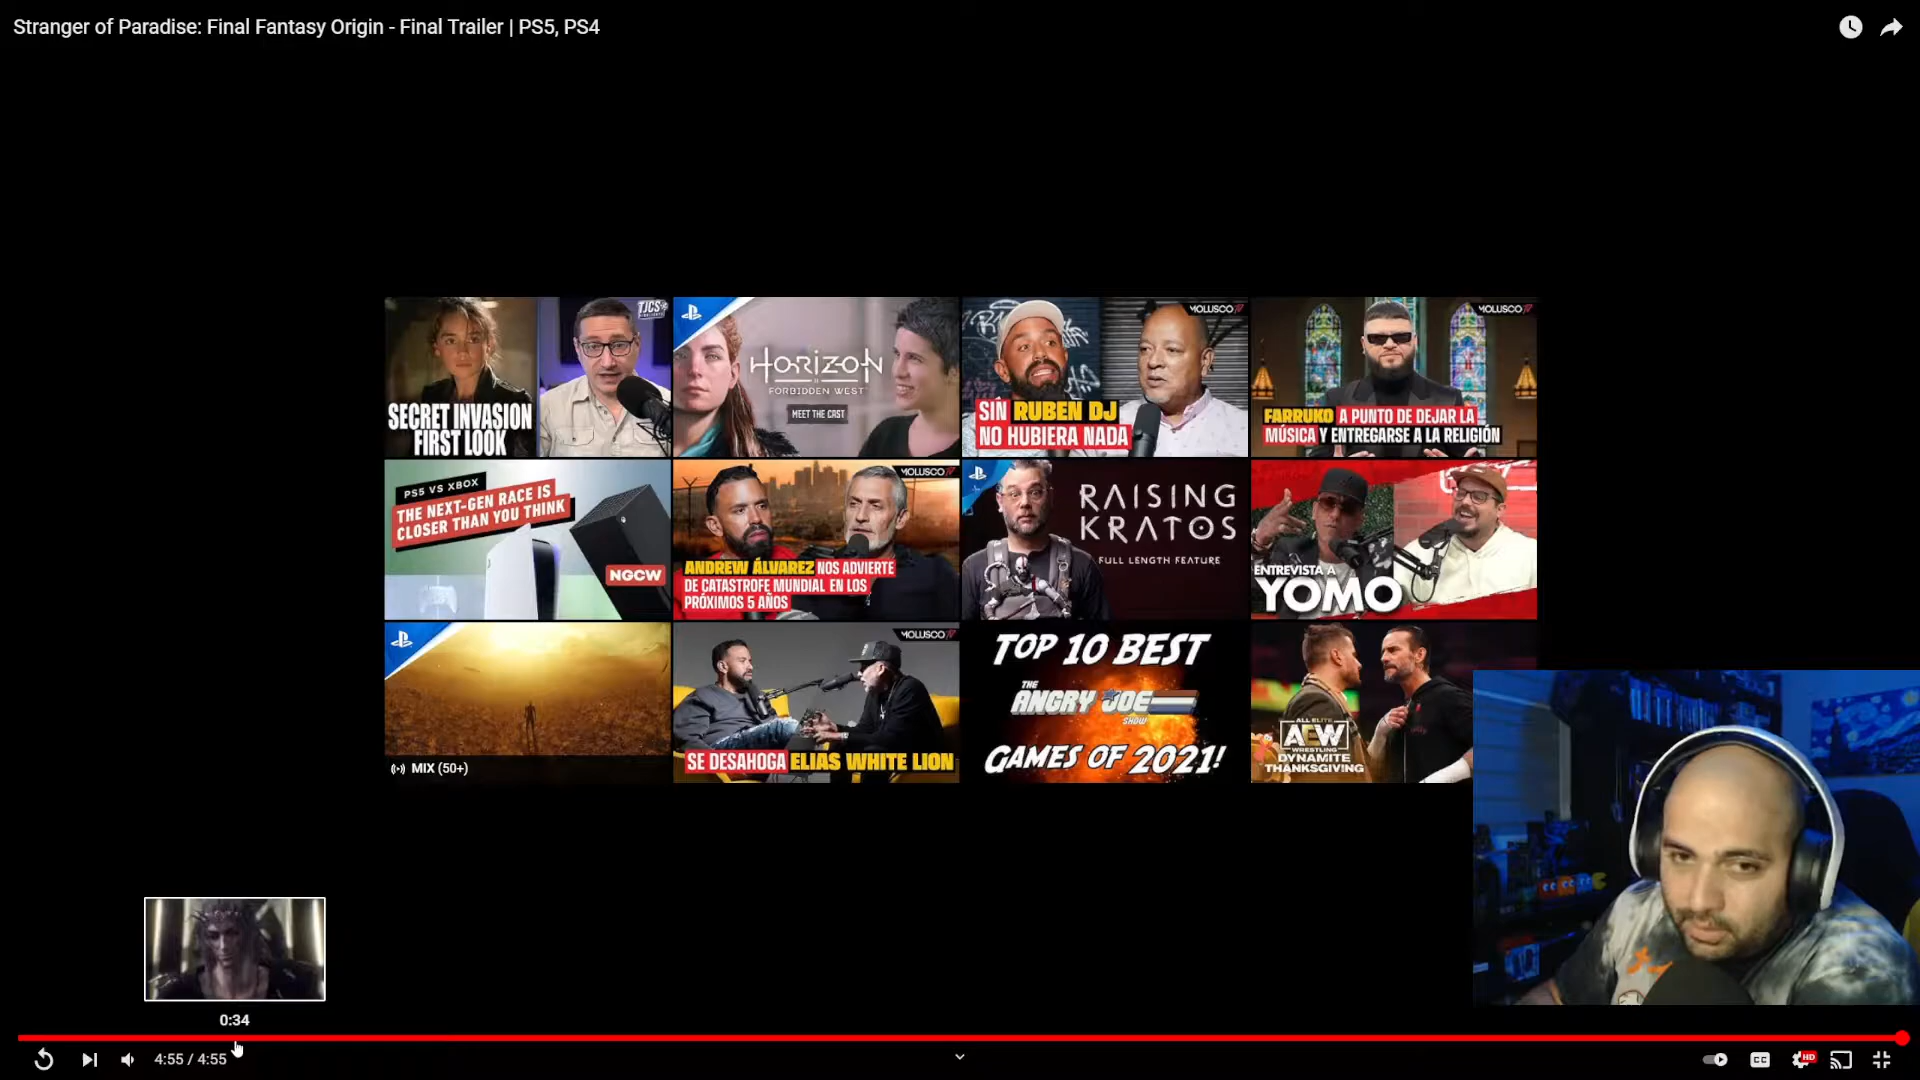 Stranger of Paradise: Final Fantasy Origin - Final Trailer | PS5, PS4
SECRET INVASION
FIRST LOOK
TJCS
HORIZON
FORBIDDEN WEST
MEET THE CAST
MOLUSCO
SIN RUBEN DJ
NO HUBIERA NADA
MOLUSCO
FARRUKO A PUNTO DE DEJAR LA
MÚSICA Y ENTREGARSE A LA RELIGIÓN
PS5 VS XBOX
THE NEXT-GEN RACE IS
CLOSER THAN YOU THINK
NGCW
MOLUSCO
ANDREW ÁLVAREZ NOS ADVIERTE
DE CATASTROFE MUNDIAL EN LOS
PRÓXIMOS 5 AÑOS
RAISING
KRATOS
FULL LENGTH FEATURE
ENTREVISTA A
YOMO
MIX (50+)
MOLUSCO
SE DESAHOGA ELIAS WHITE LION
TOP 10 BEST
THE
ANGRY JOE
SHOW
GAMES OF 2021!
ALL ELITE
AEW
WRESTLING
DYNAMITE
THANKSGIVING
0:34
4:55 / 4:55
CC
HD